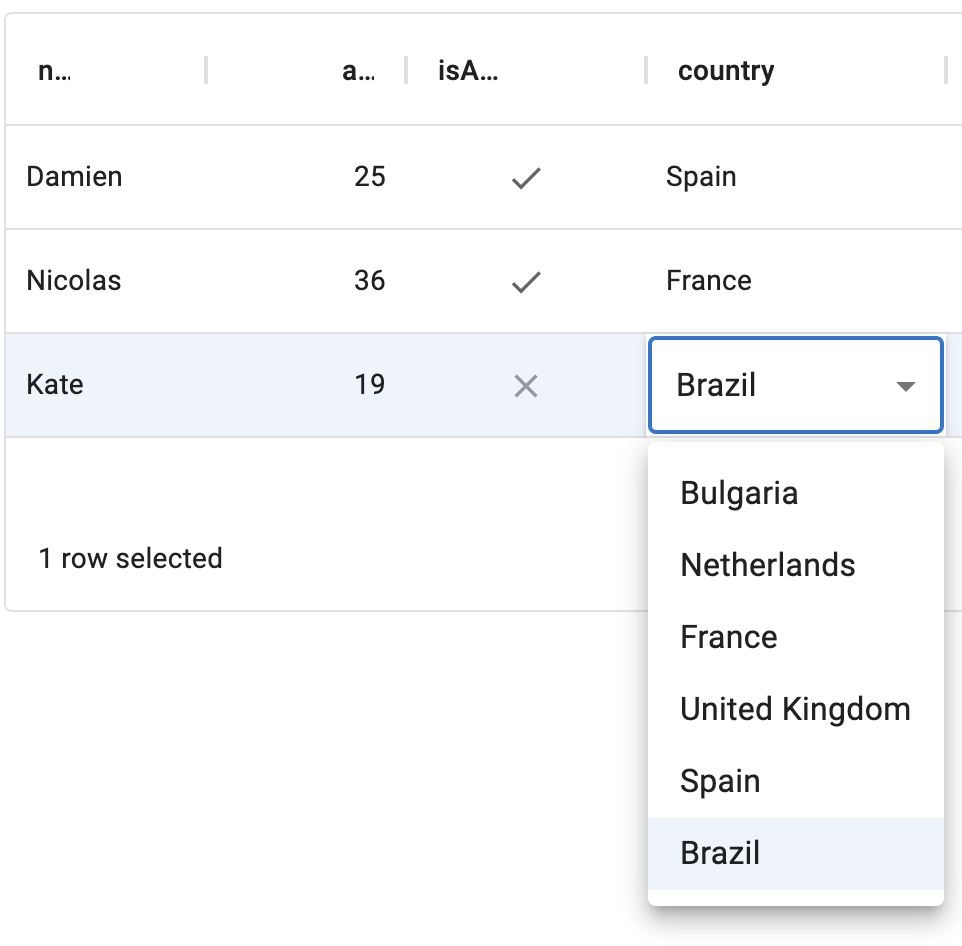 n... a... isA... country
Damien 25 Spain
Nicolas 36 France
Kate 19 Brazil
Bulgaria
Netherlands
1 row selected
France
United Kingdom
Spain
Brazil